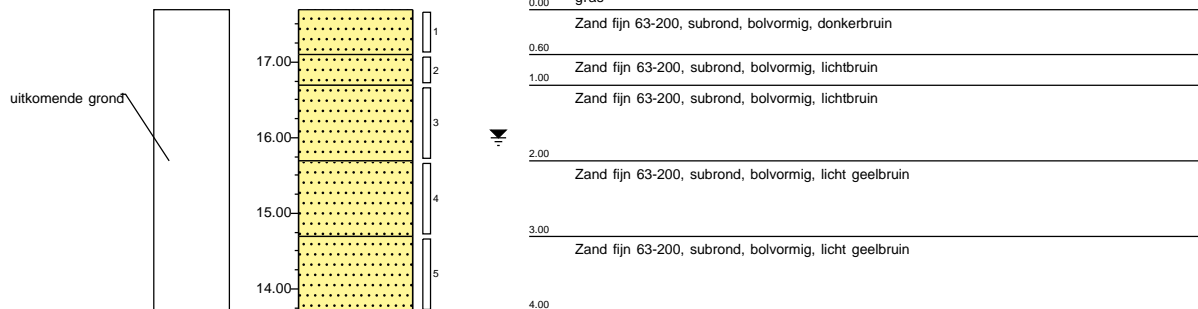 0.00
gras
Zand fijn 63-200, subrond, bolvormig, donkerbruin
1
0.60
17.00
2
Zand fijn 63-200, subrond, bolvormig, lichtbruin
1.00
uitkomende grond
Zand fijn 63-200, subrond, bolvormig, lichtbruin
3
16.00
2.00
Zand fijn 63-200, subrond, bolvormig, licht geelbruin
4
15.00
3.00
Zand fijn 63-200, subrond, bolvormig, licht geelbruin
5
14.00
4.00